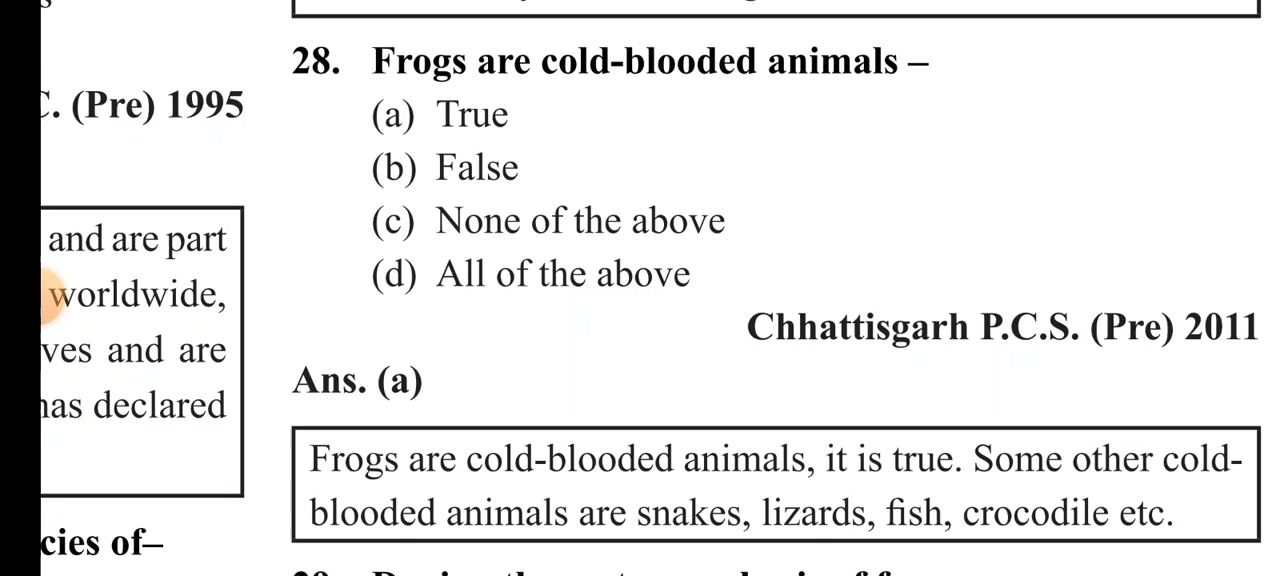 C. (Pre) 1995
and are part
worldwide,
ves and are
has declared
cies of–
28. Frogs are cold-blooded animals –
(a) True
(b) False
(c) None of the above
(d) All of the above
Chhattisgarh P.C.S. (Pre) 2011
Ans. (a)
Frogs are cold-blooded animals, it is true. Some other cold-
blooded animals are snakes, lizards, fish, crocodile etc.